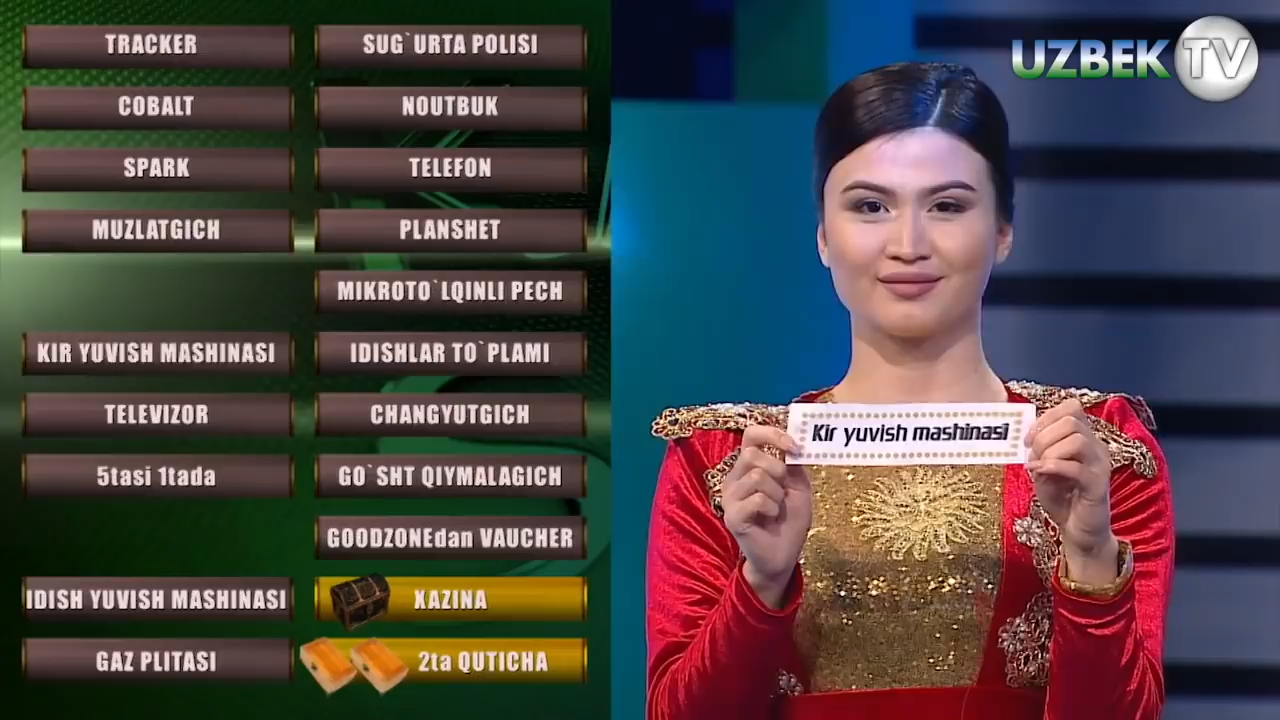 TRACKER
COBALT
SPARK
MUZLATGICH
KIR YUVISH MASHINASI
TELEVIZOR
5tasi 1tada
IDISH YUVISH MASHINASI
GAZ PLITASI
SUG`URTA POLISI
NOUTBUK
TELEFON
PLANSHET
MIKROTO`LQINLI PECH
IDISHLAR TO`PLAMI
CHANGYUTGICH
GO`SHT QIYMALAGICH
GOODZONEdan VAUCHER
XAZINA
2ta QUTICHA
UZBEK TV
Kir yuvish mashinasi